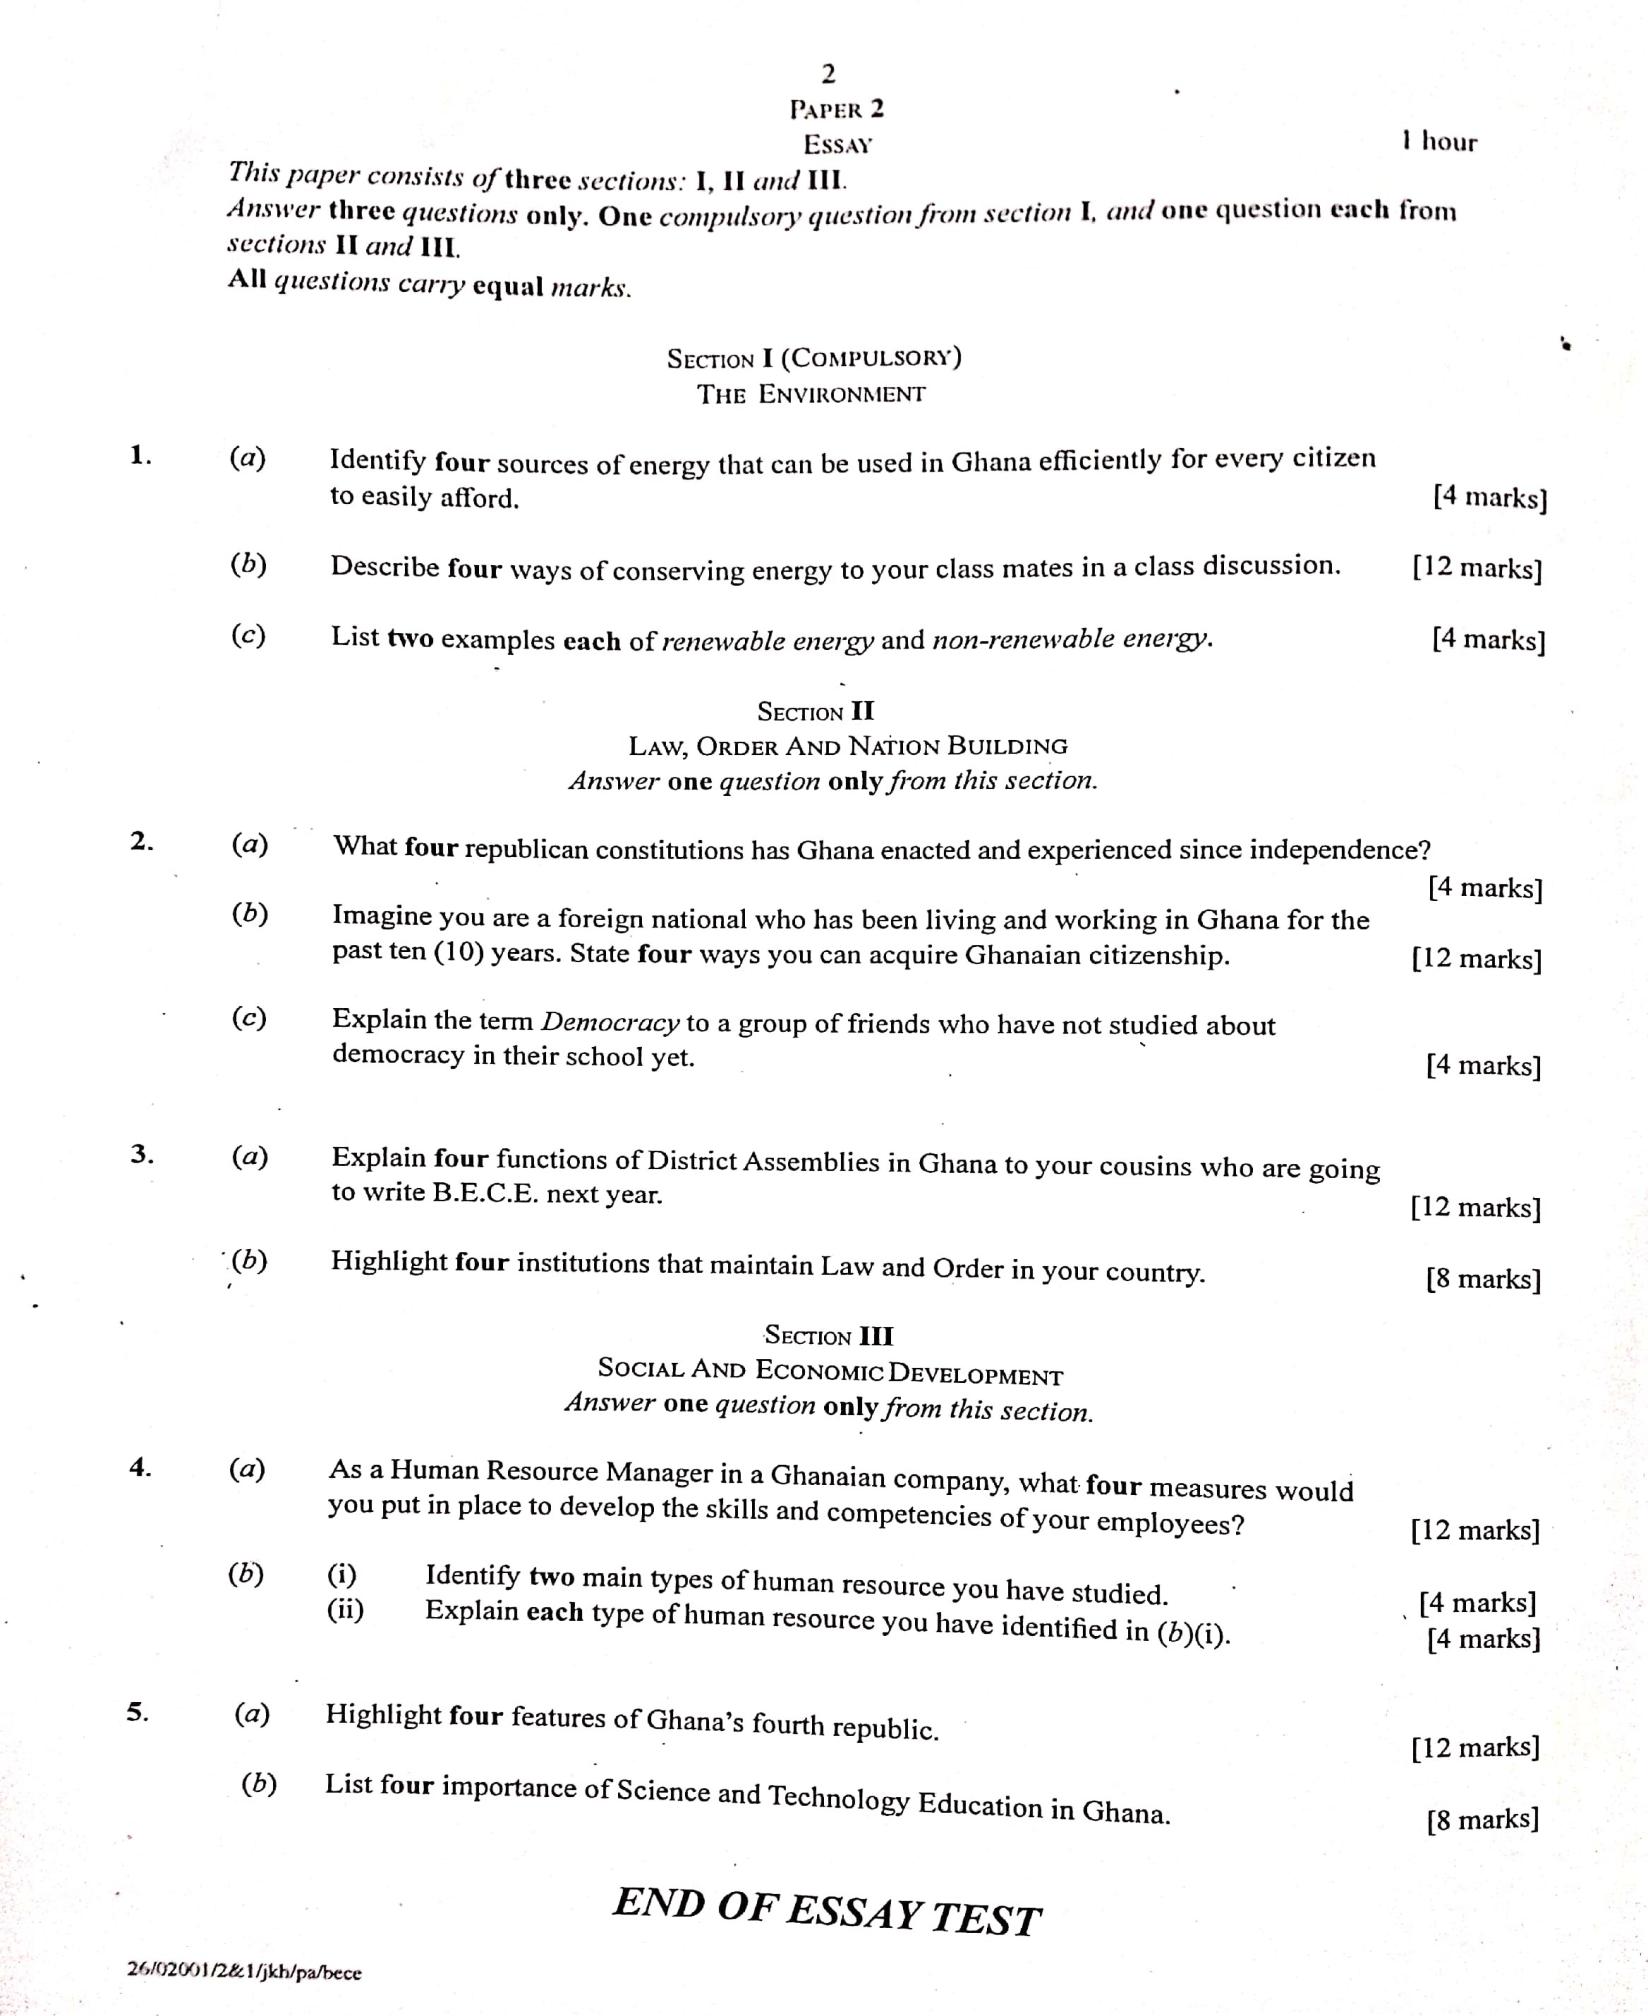 2
PAPER 2
ESSAY
1 hour
This paper consists of three sections: I, II and III.
Answer three questions only. One compulsory question from section I, and one question each from
sections II and III.
All questions carry equal marks.
SECTION I (COMPULSORY)
THE ENVIRONMENT
1. (a) Identify four sources of energy that can be used in Ghana efficiently for every citizen
to easily afford. [4 marks]
(b) Describe four ways of conserving energy to your class mates in a class discussion. [12 marks]
(c) List two examples each of renewable energy and non-renewable energy. [4 marks]
SECTION II
LAW, ORDER AND NATION BUILDING
Answer one question only from this section.
2. (a) What four republican constitutions has Ghana enacted and experienced since independence?
[4 marks]
(b) Imagine you are a foreign national who has been living and working in Ghana for the
past ten (10) years. State four ways you can acquire Ghanaian citizenship. [12 marks]
(c) Explain the term Democracy to a group of friends who have not studied about
democracy in their school yet. [4 marks]
3. (a) Explain four functions of District Assemblies in Ghana to your cousins who are going
to write B.E.C.E. next year. [12 marks]
(b) Highlight four institutions that maintain Law and Order in your country. [8 marks]
SECTION III
SOCIAL AND ECONOMIC DEVELOPMENT
Answer one question only from this section.
4. (a) As a Human Resource Manager in a Ghanaian company, what four measures would
you put in place to develop the skills and competencies of your employees? [12 marks]
(b) (i) Identify two main types of human resource you have studied. [4 marks]
(ii) Explain each type of human resource you have identified in (b)(i). [4 marks]
5. (a) Highlight four features of Ghana's fourth republic. [12 marks]
(b) List four importance of Science and Technology Education in Ghana. [8 marks]
END OF ESSAY TEST
26/02001/2&1/jkh/pa/bece